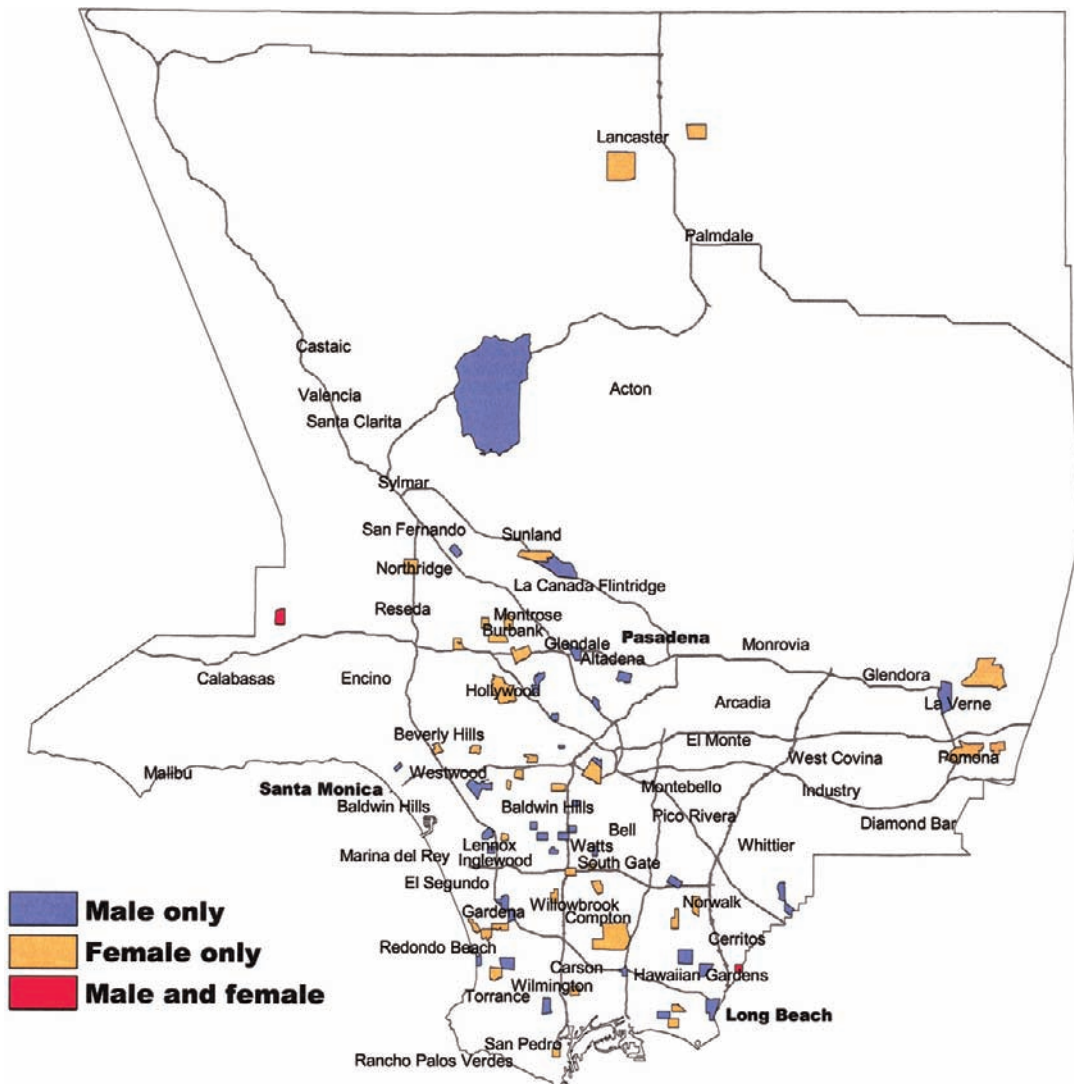 Lancaster
Palmdale
Castaic
Acton
Valencia
Santa Clarita
Sylmar
San Fernando
Sunland
Northridge
La Canada Flintridge
Reseda
Montrose
Burbank
Pasadena
Glendale
Monrovia
Altadena
Glendora
Calabasas
Encino
Hollywood
La Verne
Arcadia
Beverly Hills
El Monte
West Covina
Pomona
Malibu
Westwood
Santa Monica
Montebello
Industry
Baldwin Hills
Baldwin Hills
Pico Rivera
Diamond Bar
Bell
Lennox
Watts
Whittier
Marina del Rey
Inglewood
South Gate
El Segundo
Willowbrook
Norwalk
Gardena
Compton
Cerritos
Redondo Beach
Carson
Hawaiian Gardens
Wilmington
Torrance
Long Beach
San Pedro
Rancho Palos Verdes
Male only
Female only
Male and female